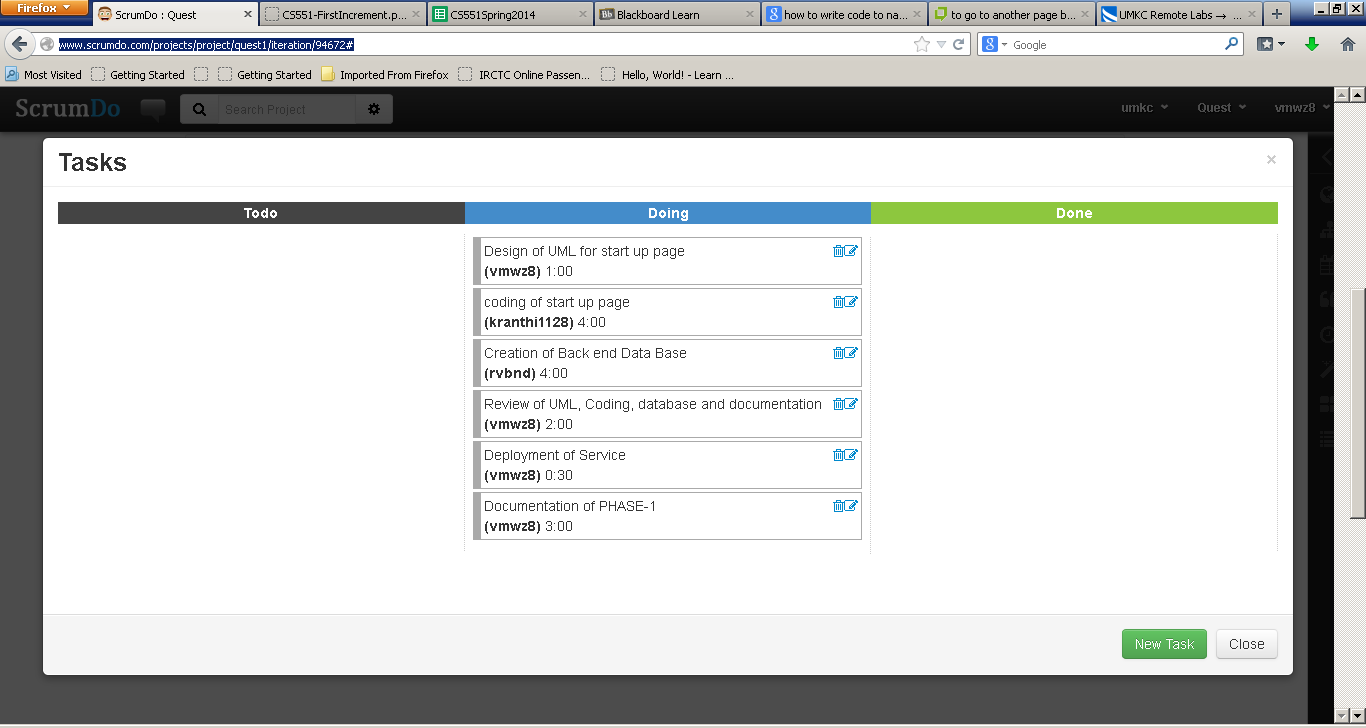 Firefox
ScrumDo : Quest
CS551-FirstIncrement.p...
CS551Spring2014
Bb Blackboard Learn
how to write code to na...
to go to another page b...
UMKC Remote Labs → ...
www.scrumdo.com/projects/project/quest1/iteration/94672#
Google
Most Visited
Getting Started
Getting Started
Imported From Firefox
IRCTC Online Passen...
Hello, World! - Learn ...
ScrumDo
Search Project
umkc
Quest
vmwz8
Tasks
Todo
Doing
Done
Design of UML for start up page
(vmwz8) 1:00
coding of start up page
(kranthi1128) 4:00
Creation of Back end Data Base
(rvbnd) 4:00
Review of UML, Coding, database and documentation
(vmwz8) 2:00
Deployment of Service
(vmwz8) 0:30
Documentation of PHASE-1
(vmwz8) 3:00
New Task
Close